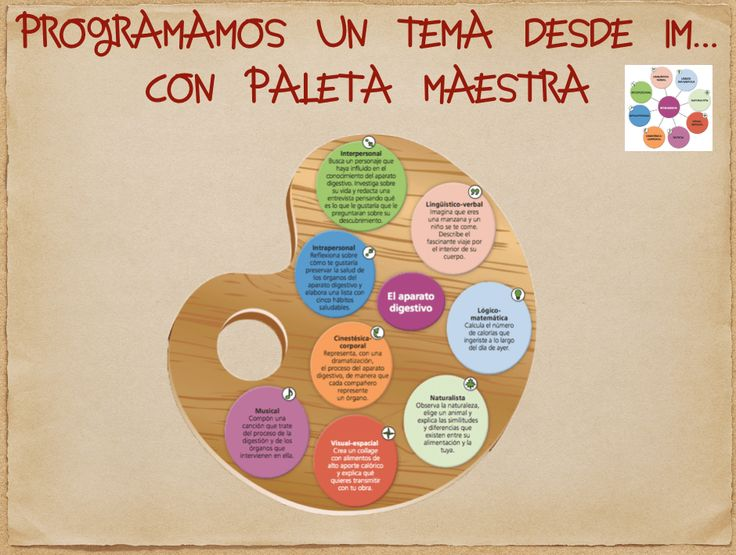 PROGRAMAMOS UN TEMA DESDE IM...
CON PALETA MAESTRA
Interpersonal
Busca un personaje que
haya influido en el
conocimiento del aparato
digestivo. Investiga sobre
su vida y redacta una
entrevista pensando qué
es lo que le gustaría que le
preguntaran sobre su
descubrimiento.
Lingüístico-verbal
Imagina que eres
una manzana y un
niño se te come.
Describe el
fascinante viaje por
el interior de su
cuerpo.
Intrapersonal
Reflexiona sobre
cómo te gustaría
preservar la salud de
los órganos del
aparato digestivo y
elabora una lista con
cinco hábitos
saludables.
El aparato
digestivo
Lógico-
matemática
Calcula el número
de calorías que
ingeriste a lo largo
del día de ayer.
Cinestésica-
corporal
Representa, con una
dramatización,
el proceso del aparato
digestivo, de manera que
cada compañero
represente
un órgano.
Naturalista
Observa la naturaleza,
elige un animal y
explica las similitudes
y diferencias que
existen entre su
alimentación y la
tuya.
Musical
Compón una
canción que trate
del proceso de la
digestión y de los
órganos que
intervienen en ella.
Visual-espacial
Crea un collage
con alimentos de
alto aporte calórico
y explica qué
quieres transmitir
con tu obra.